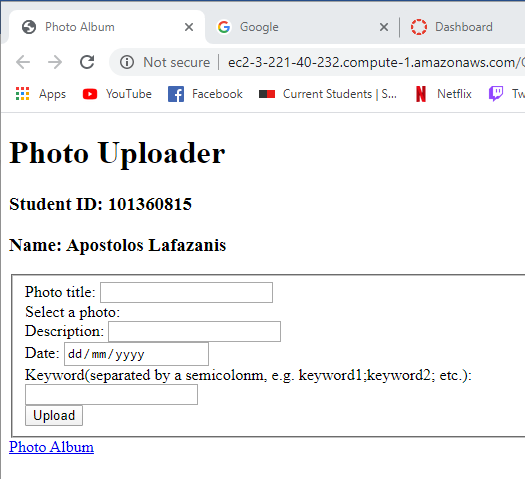 Photo Album
Google
Dashboard
Not secure
ec2-3-221-40-232.compute-1.amazonaws.com/
Apps
YouTube
Facebook
Current Students | S...
Netflix
Tw
Photo Uploader
Student ID: 101360815
Name: Apostolos Lafazanis
Photo title:
Select a photo:
Description:
Date: dd/mm/yyyy
Keyword(separated by a semicolonm, e.g. keyword1;keyword2; etc.):
Upload
Photo Album